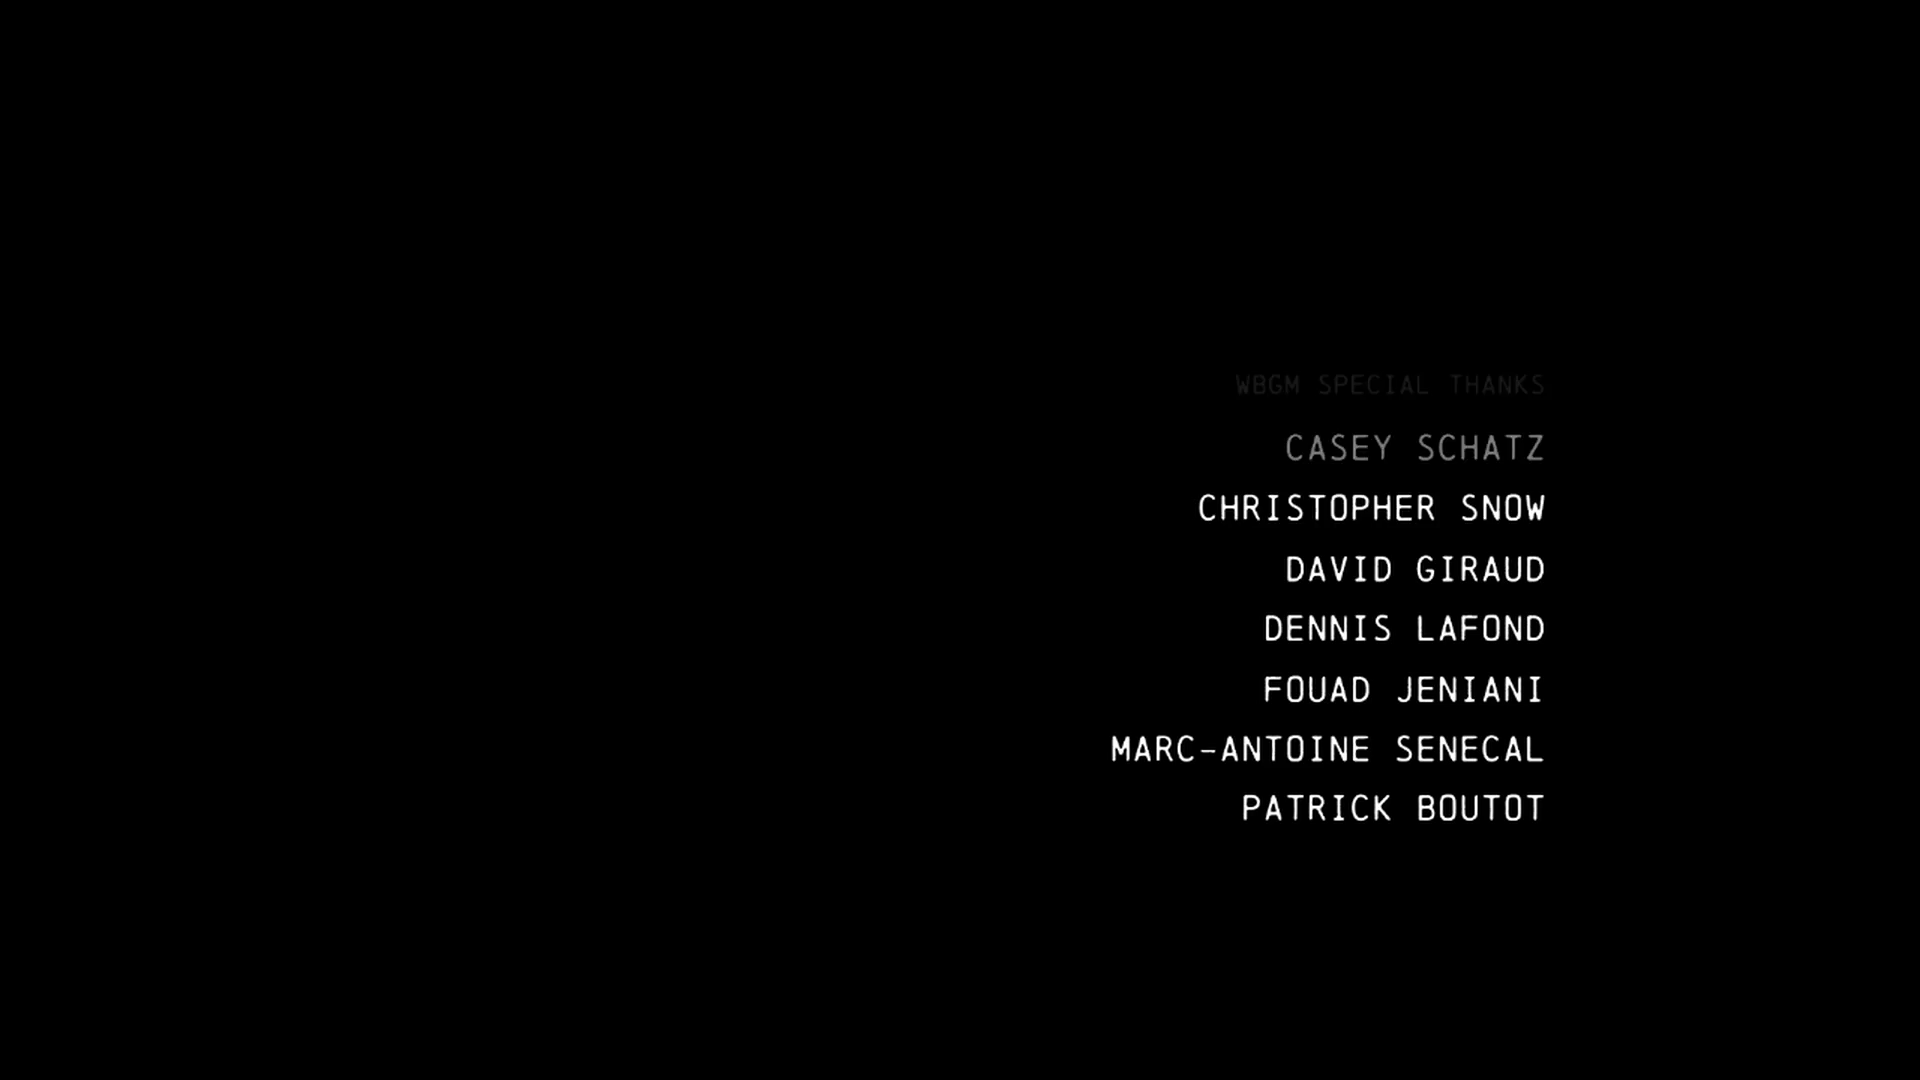 WBGM SPECIAL THANKS
CASEY SCHATZ
CHRISTOPHER SNOW
DAVID GIRAUD
DENNIS LAFOND
FOUAD JENIANI
MARC-ANTOINE SENECAL
PATRICK BOUTOT